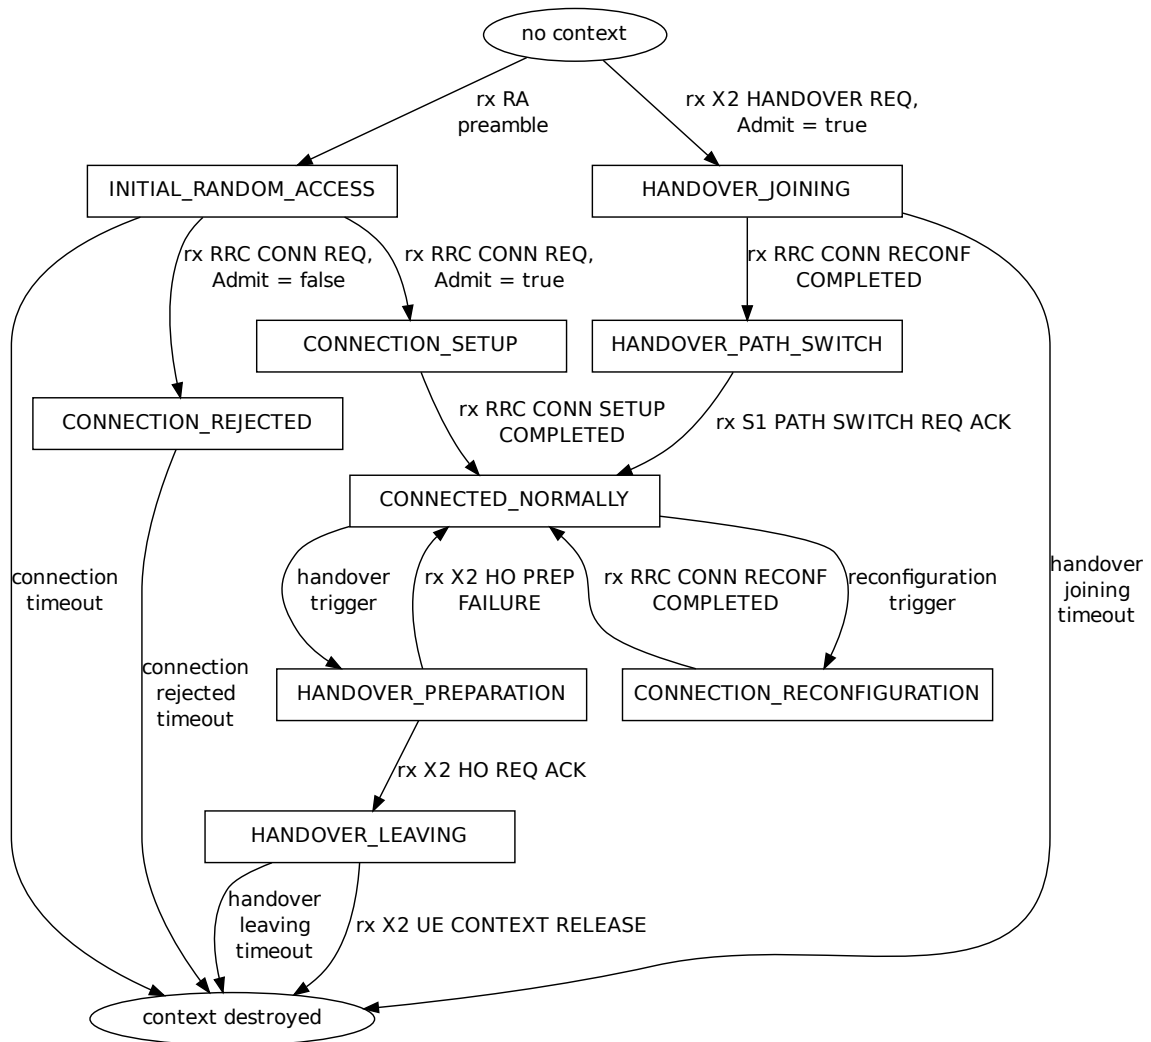 no context
rx RA
preamble
rx X2 HANDOVER REQ,
Admit = true
INITIAL_RANDOM_ACCESS
HANDOVER_JOINING
rx RRC CONN REQ,
Admit = false
rx RRC CONN REQ,
Admit = true
rx RRC CONN RECONF
COMPLETED
CONNECTION_SETUP
HANDOVER_PATH_SWITCH
CONNECTION_REJECTED
rx RRC CONN SETUP
COMPLETED
rx S1 PATH SWITCH REQ ACK
CONNECTED_NORMALLY
connection
timeout
handover
trigger
rx X2 HO PREP
FAILURE
rx RRC CONN RECONF
COMPLETED
reconfiguration
trigger
handover
joining
timeout
connection
rejected
timeout
HANDOVER_PREPARATION
CONNECTION_RECONFIGURATION
rx X2 HO REQ ACK
HANDOVER_LEAVING
handover
leaving
timeout
rx X2 UE CONTEXT RELEASE
context destroyed